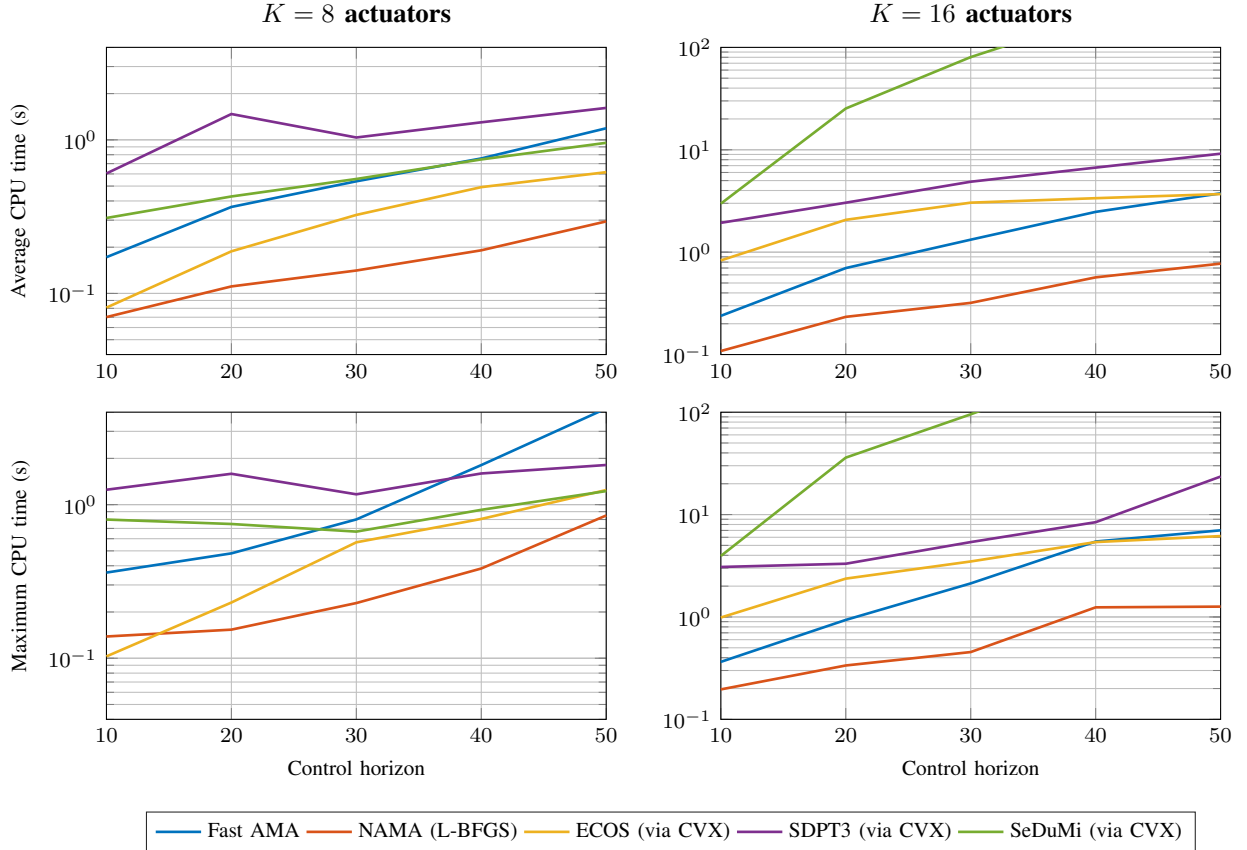 K = 8 actuators
K = 16 actuators
Average CPU time (s)
10^0
10^−1
10 20 30 40 50
10^2
10^1
10^0
10^−1
10 20 30 40 50
Maximum CPU time (s)
10^0
10^−1
10 20 30 40 50
Control horizon
10^2
10^1
10^0
10^−1
10 20 30 40 50
Control horizon
Fast AMA NAMA (L-BFGS) ECOS (via CVX) SDPT3 (via CVX) SeDuMi (via CVX)